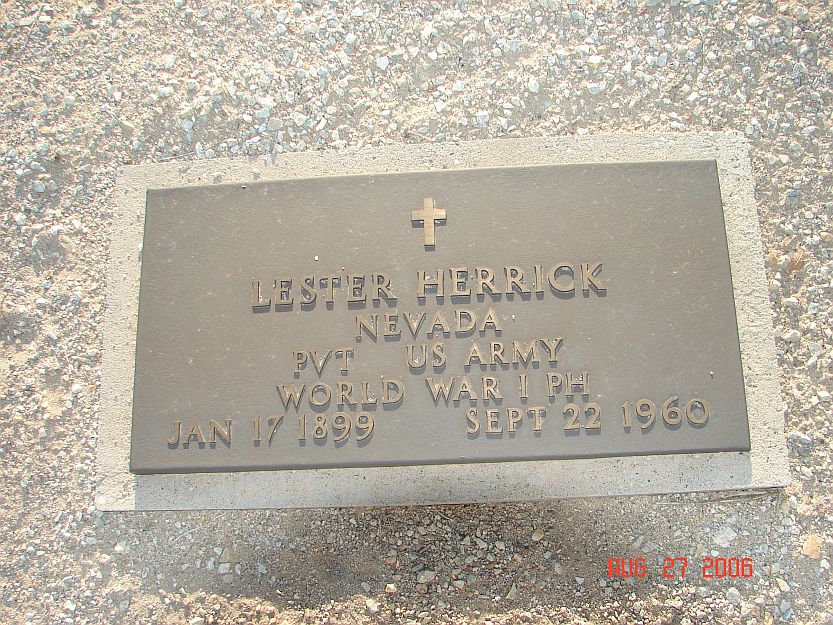 LESTER HERRICK
NEVADA
PVT US ARMY
WORLD WAR I PH
JAN 17 1899 SEPT 22 1960
AUG 27 2006